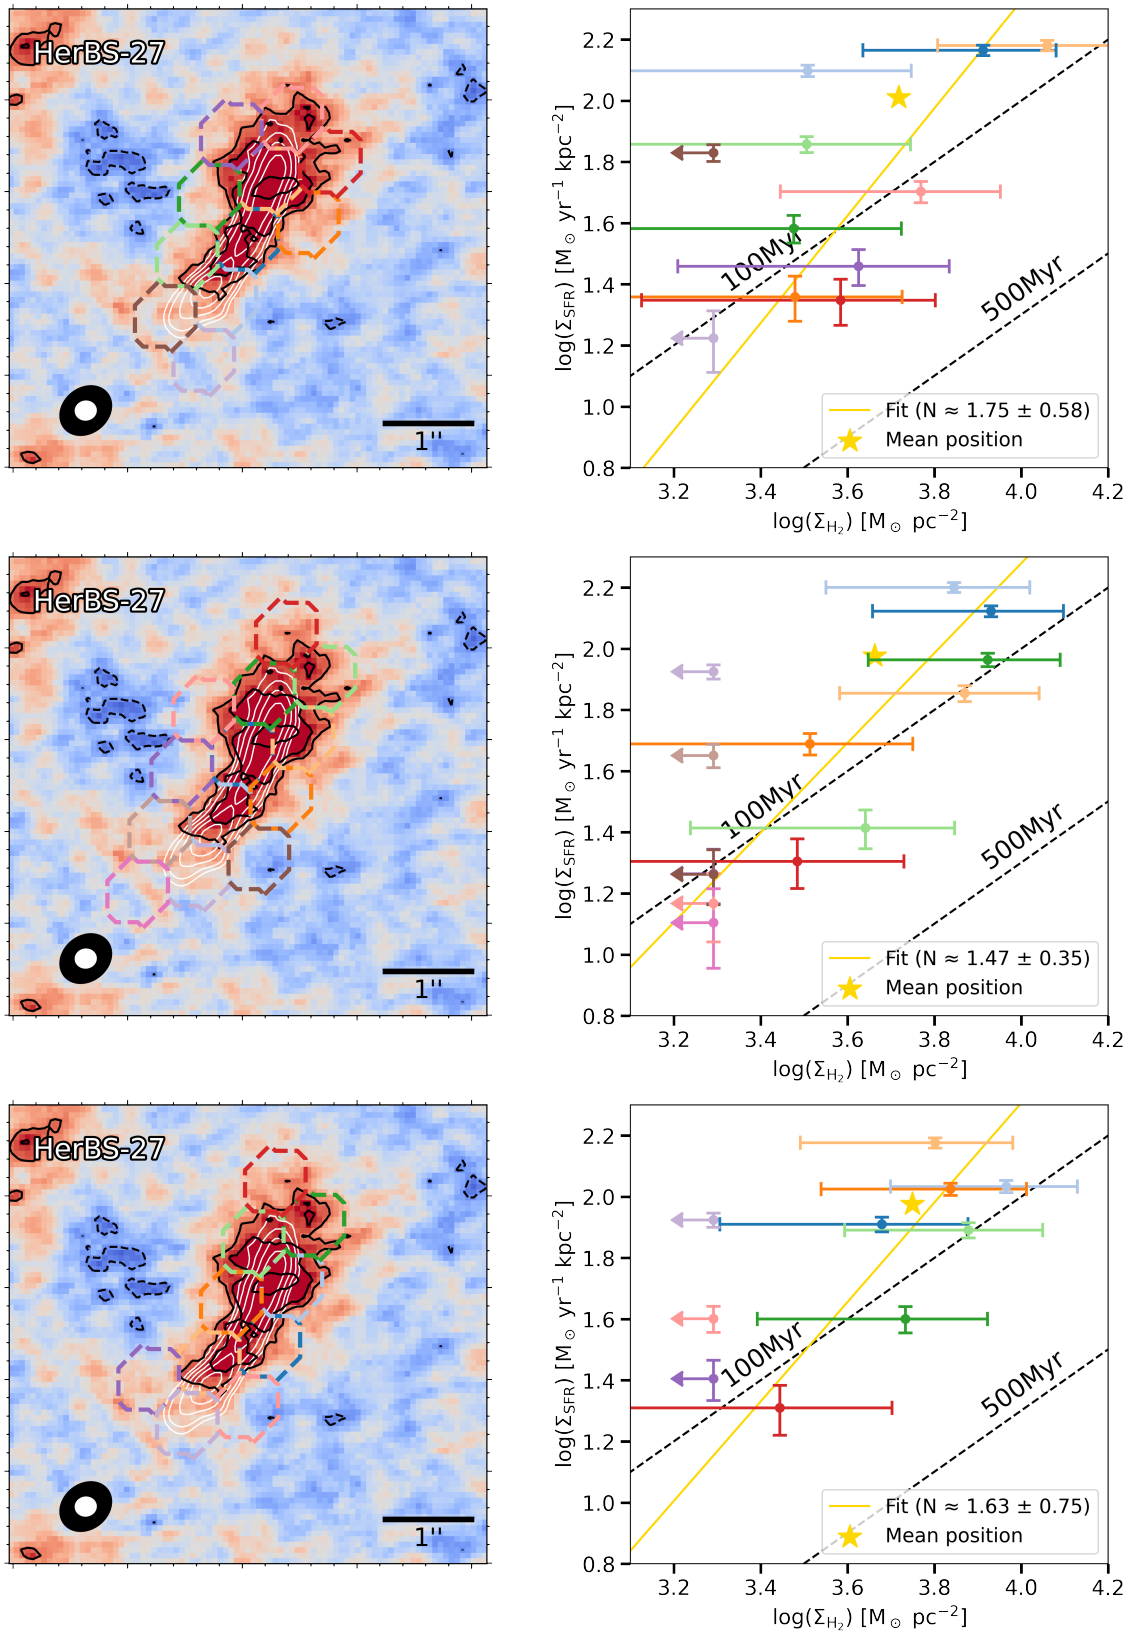 HerBS-27
1''
2.2
2.0
1.8
1.6
1.4
1.2
1.0
0.8
log(Σ_SFR) [M⊙ yr⁻¹ kpc⁻²]
100Myr
500Myr
Fit (N ≈ 1.75 ± 0.58)
Mean position
3.2 3.4 3.6 3.8 4.0 4.2
log(Σ_H₂) [M⊙ pc⁻²]
HerBS-27
1''
2.2
2.0
1.8
1.6
1.4
1.2
1.0
0.8
log(Σ_SFR) [M⊙ yr⁻¹ kpc⁻²]
100Myr
500Myr
Fit (N ≈ 1.47 ± 0.35)
Mean position
3.2 3.4 3.6 3.8 4.0 4.2
log(Σ_H₂) [M⊙ pc⁻²]
HerBS-27
1''
2.2
2.0
1.8
1.6
1.4
1.2
1.0
0.8
log(Σ_SFR) [M⊙ yr⁻¹ kpc⁻²]
100Myr
500Myr
Fit (N ≈ 1.63 ± 0.75)
Mean position
3.2 3.4 3.6 3.8 4.0 4.2
log(Σ_H₂) [M⊙ pc⁻²]